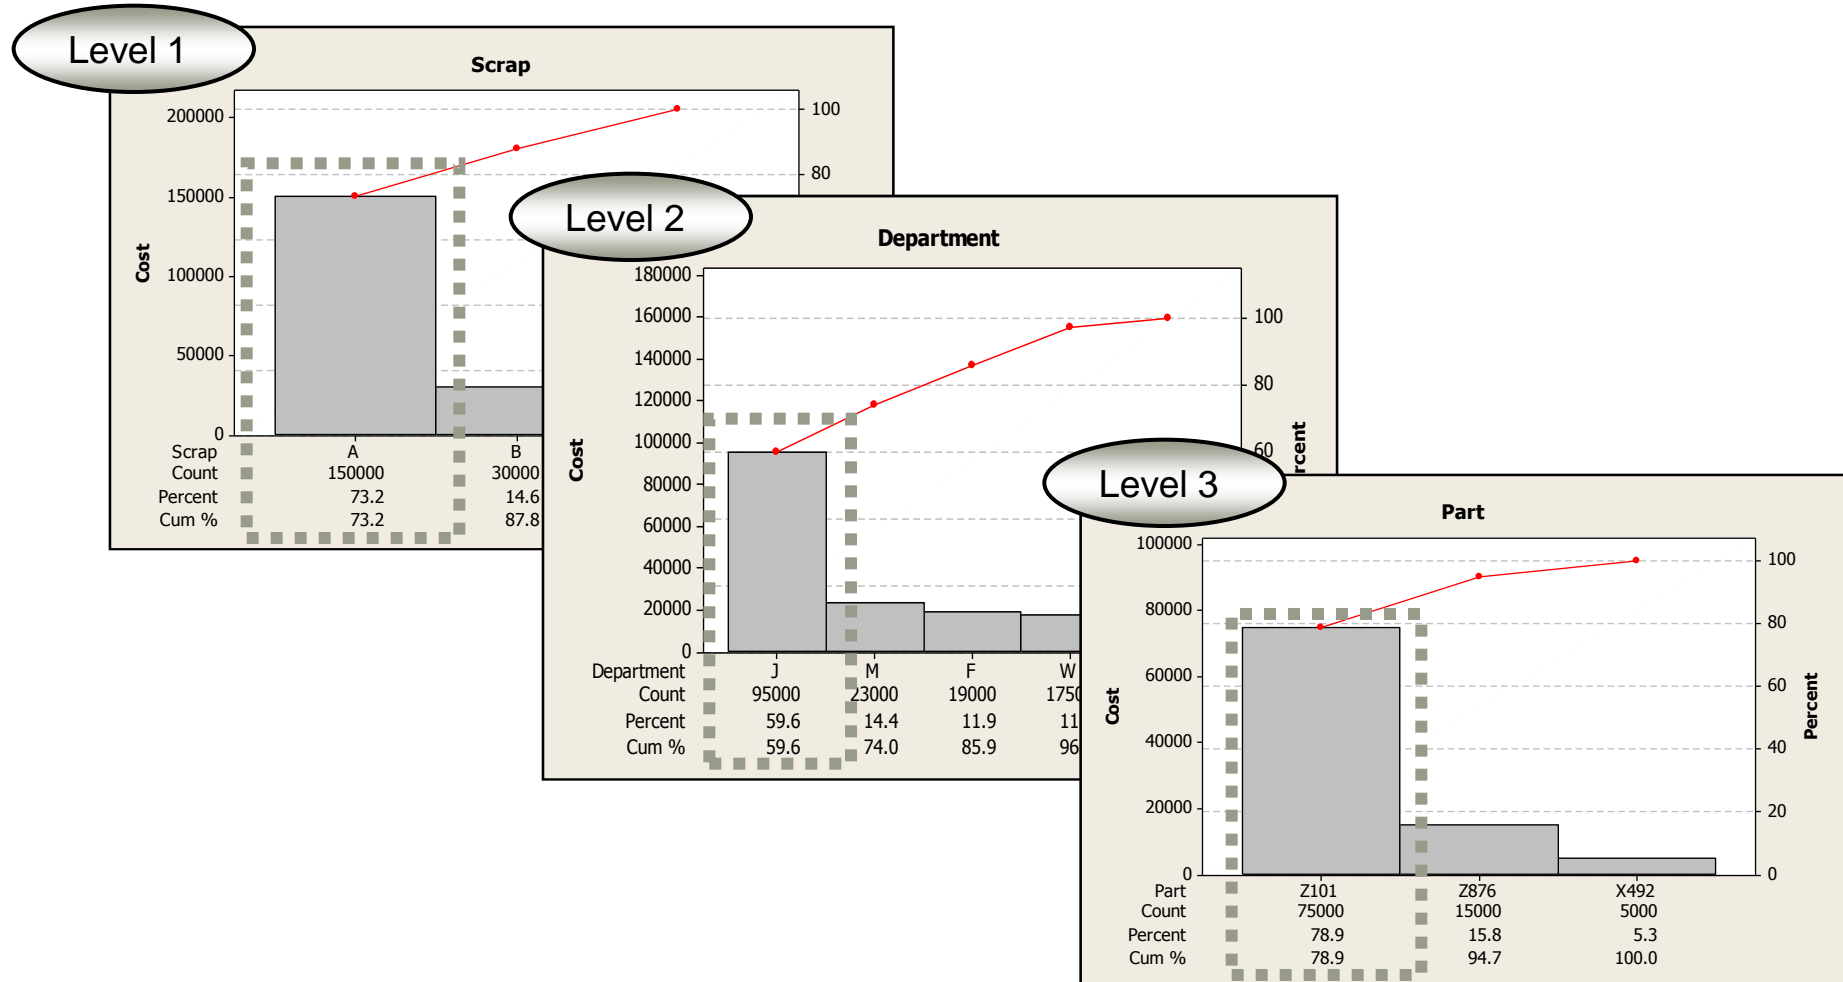 Level 1
Scrap
200000
150000
100000
50000
0
Cost
100
80
Scrap A B
Count 150000 30000
Percent 73.2 14.6
Cum % 73.2 87.8
Level 2
Department
180000
160000
140000
120000
100000
80000
60000
40000
20000
0
Cost
100
80
60
Department J M F W
Count 95000 23000 19000
Percent 59.6 14.4 11.9
Cum % 59.6 74.0 85.9
Level 3
Part
100000
80000
60000
40000
20000
0
Cost
100
80
60
40
20
0
Percent
Part Z101 Z876 X492
Count 75000 15000 5000
Percent 78.9 15.8 5.3
Cum % 78.9 94.7 100.0